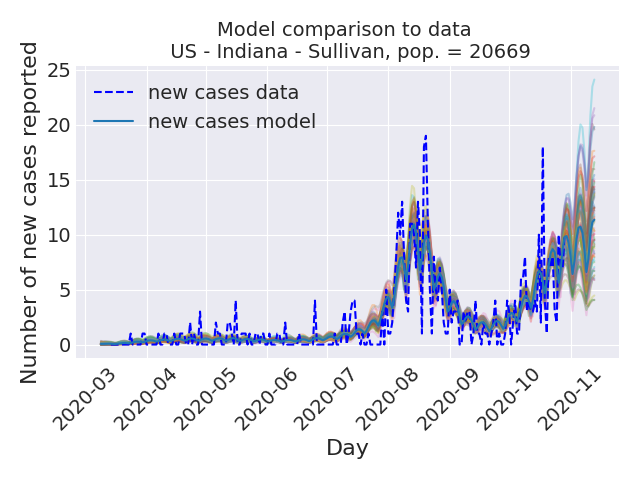 Model comparison to data
US - Indiana - Sullivan, pop. = 20669
Number of new cases reported
25
20
15
10
5
0
new cases data
new cases model
2020-03
2020-04
2020-05
2020-06
2020-07
2020-08
2020-09
2020-10
2020-11
Day